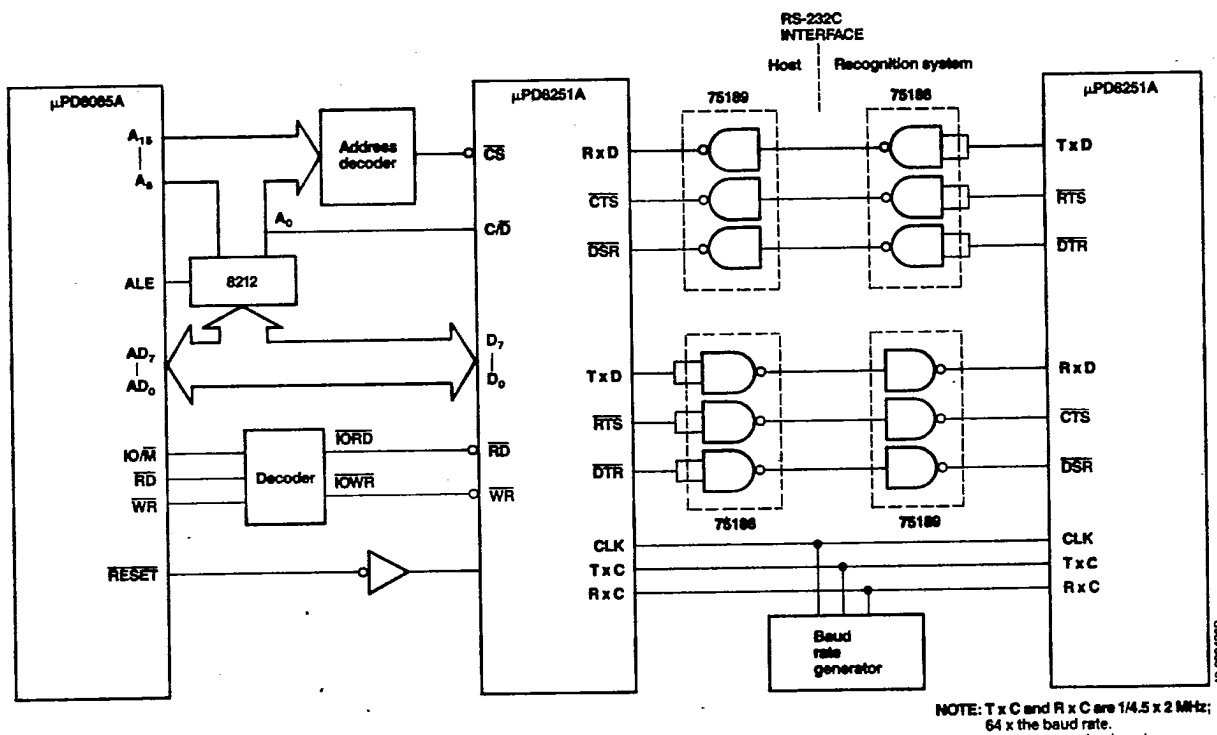 RS-232C
INTERFACE
Host
Recognition system
μPD8085A
μPD8251A
75189
75188
μPD8251A
A15
A8
Address
decoder
CS
RxD
TxD
CTS
RTS
A0
C/D
DSR
DTR
ALE
8212
AD7
AD0
D7
D0
TxD
RxD
RTS
CTS
DTR
DSR
IO/M
RD
WR
Decoder
IORD
IOWR
RD
WR
75188
75189
RESET
CLK
TxC
RxC
CLK
TxC
RxC
Baud
rate
generator
NOTE: TxC and RxC are 1/4.5 x 2 MHz;
64 x the baud rate.